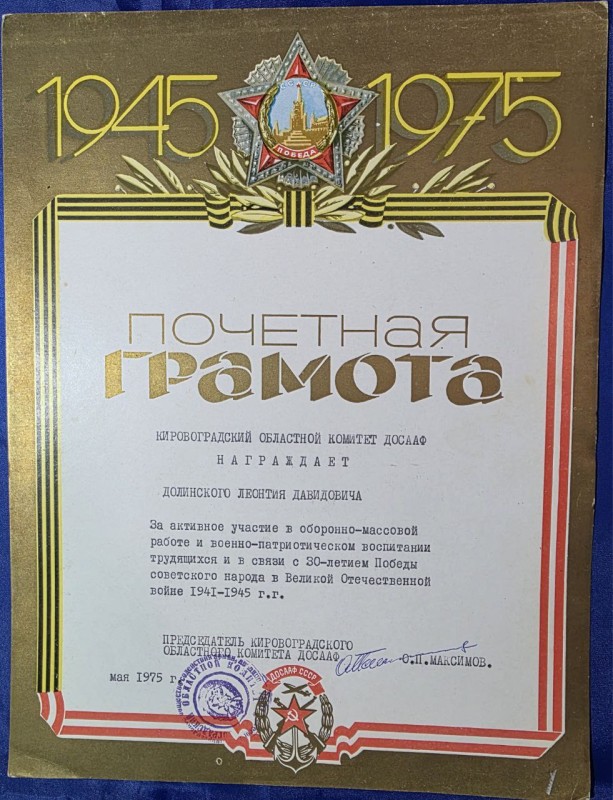 1945 1975
ПОБЕДА
ПОЧЕТНАЯ
ГРАМОТА
КИРОВОГРАДСКИЙ ОБЛАСТНОЙ КОМИТЕТ ДОСААФ
НАГРАЖДАЕТ
ДОЛИНСКОГО ЛЕОНТИЯ ДАВИДОВИЧА
За активное участие в оборонно-массовой
работе и военно-патриотическом воспитании
трудящихся и в связи с 30-летием Победы
советского народа в Великой Отечественной
войне 1941-1945 г.г.
ПРЕДСЕДАТЕЛЬ КИРОВОГРАДСКОГО
ОБЛАСТНОГО КОМИТЕТА ДОСААФ
О.П.МАКСИМОВ.
мая 1975 г.
ОБЛАСТНОЙ
ДОСААФ СССР